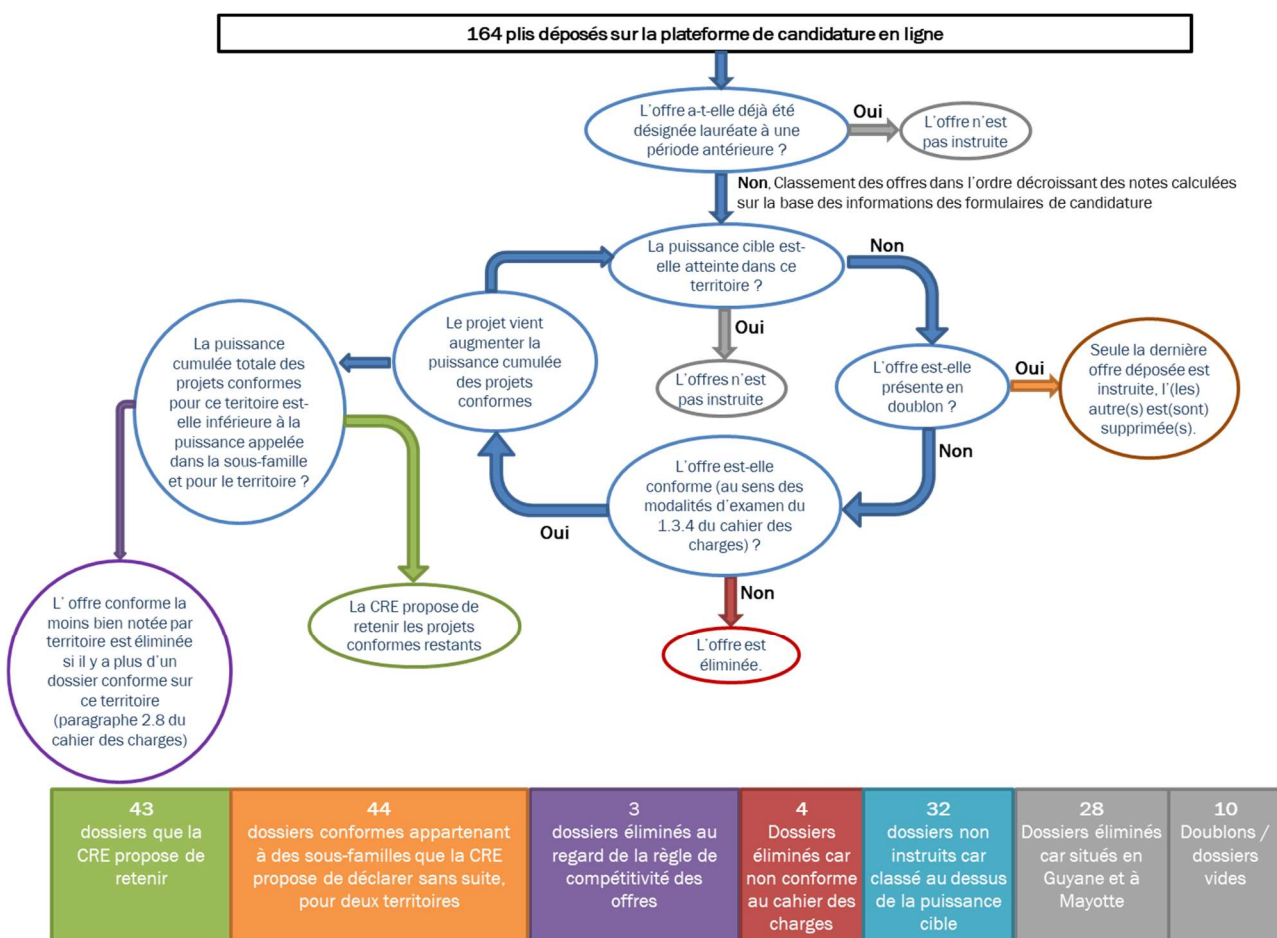 164 plis déposés sur la plateforme de candidature en ligne
L'offre a-t-elle déjà été
désignée lauréate à une
période antérieure ?
Oui
L'offre n'est
pas instruite
Non, Classement des offres dans l'ordre décroissant des notes calculées
sur la base des informations des formulaires de candidature
La puissance cible est-
elle atteinte dans ce
territoire ?
Non
Oui
L'offres n'est
pas instruite
L'offre est-elle
présente en
doublon ?
Oui
Seule la dernière
offre déposée est
instruite, l'(les)
autre(s) est(sont)
supprimée(s).
Non
L'offre est-elle
conforme (au sens des
modalités d'examen du
1.3.4 du cahier des
charges) ?
Oui
Non
L'offre est
éliminée.
Le projet vient
augmenter la
puissance cumulée
des projets
conformes
La puissance
cumulée totale des
projets conformes
pour ce teritoire est-
elle inférieure à la
puissance appelée
dans la sous-famille
et pour le territoire ?
La CRE propose de
retenir les projets
conformes restants
L' offre conforme la
moins bien notée par
territoire est éliminée
si il y a plus d'un
dossier conforme sur
ce territoire
(paragraphe 2.8 du
cahier des charges)
43
dossiers que la
CRE propose de
retenir
44
dossiers conformes appartenant
à des sous-familles que la CRE
propose de déclarer sans suite,
pour deux territoires
3
dossiers éliminés au
regard de la règle de
compétitivité des
offres
4
Dossiers
éliminés car
non conforme
au cahier des
charges
32
dossiers non
instruits car
classé au dessus
de la puissance
cible
28
Dossiers éliminés
car situés en
Guyane et à
Mayotte
10
Doublons /
dossiers
vides